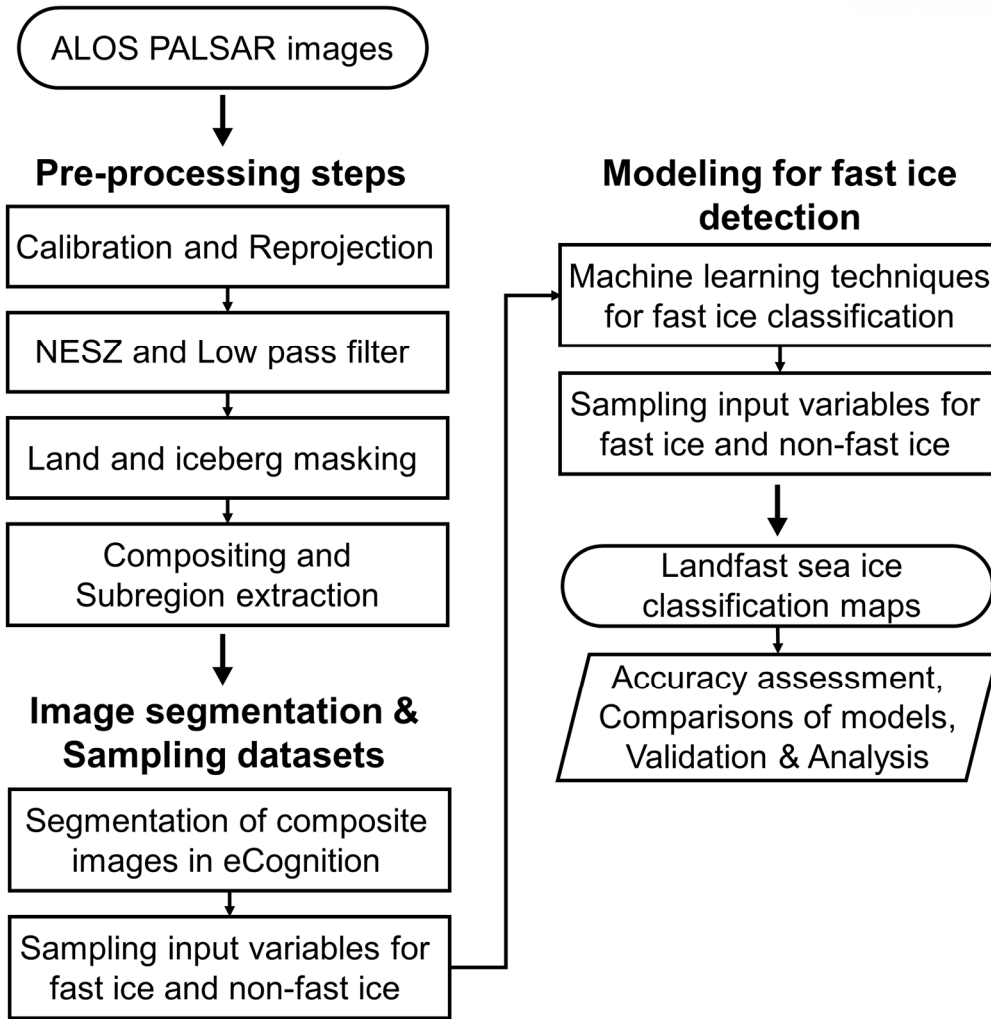 ALOS PALSAR images
Pre-processing steps
Calibration and Reprojection
NESZ and Low pass filter
Land and iceberg masking
Compositing and
Subregion extraction
Image segmentation &
Sampling datasets
Segmentation of composite
images in eCognition
Sampling input variables for
fast ice and non-fast ice
Modeling for fast ice
detection
Machine learning techniques
for fast ice classification
Sampling input variables for
fast ice and non-fast ice
Landfast sea ice
classification maps
Accuracy assessment,
Comparisons of models,
Validation & Analysis